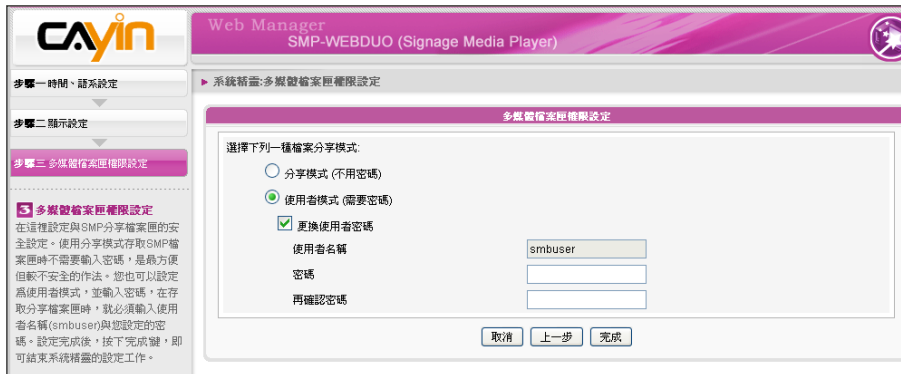 CAYIN
Web Manager
SMP-WEBDUO (Signage Media Player)
步驟一 時間、語系設定
步驟二 顯示設定
步驟三 多媒體檔案匣權限設定
3 多媒體檔案匣權限設定
在這裡設定與SMP分享檔案匣的安
全設定。使用分享模式存取SMP檔
案匣時不需要輸入密碼，是最方便
但較不安全的作法。您也可以設定
為使用者模式，並輸入密碼，在存
取分享檔案匣時，就必須輸入使用
者名稱(smbuser)與您設定的密
碼。設定完成後，按下完成鍵，即
可結束系統精靈的設定工作。
系統精靈:多媒體檔案匣權限設定
多媒體檔案匣權限設定
選擇下列一種檔案分享模式:
分享模式 (不用密碼)
使用者模式 (需要密碼)
更換使用者密碼
使用者名稱 smbuser
密碼
再確認密碼
取消 上一步 完成